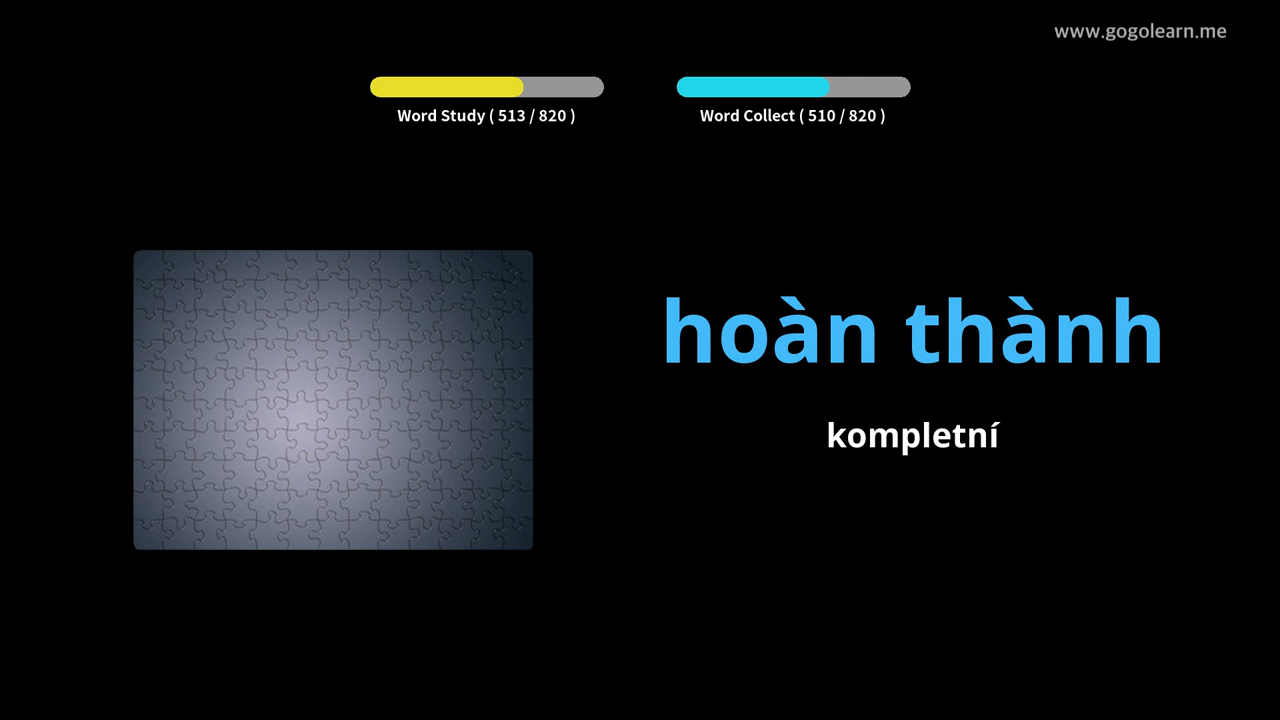 www.gogolearn.me
Word Study ( 513 / 820 )
Word Collect ( 510 / 820 )
hoàn thành
kompletní